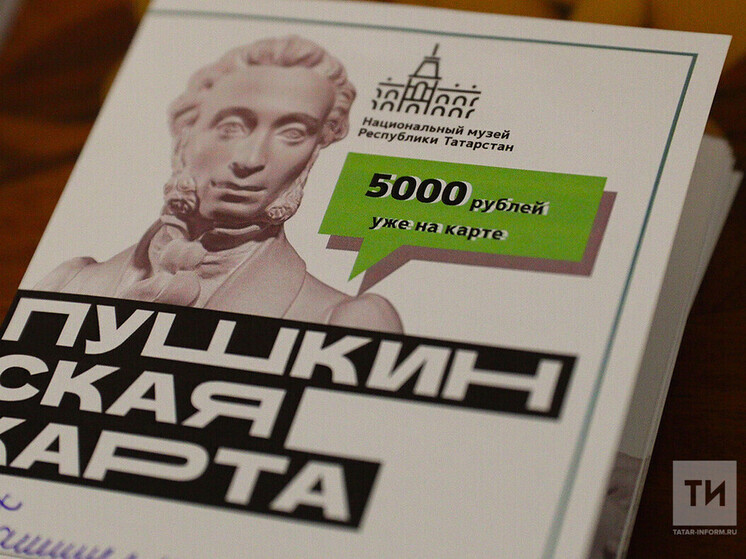 Национальный музей
Республики Татарстан
5000 рублей
уже на карте
ПУШКИН
СКАЯ
КАРТА
ТИ
TATAR-INFORM.RU